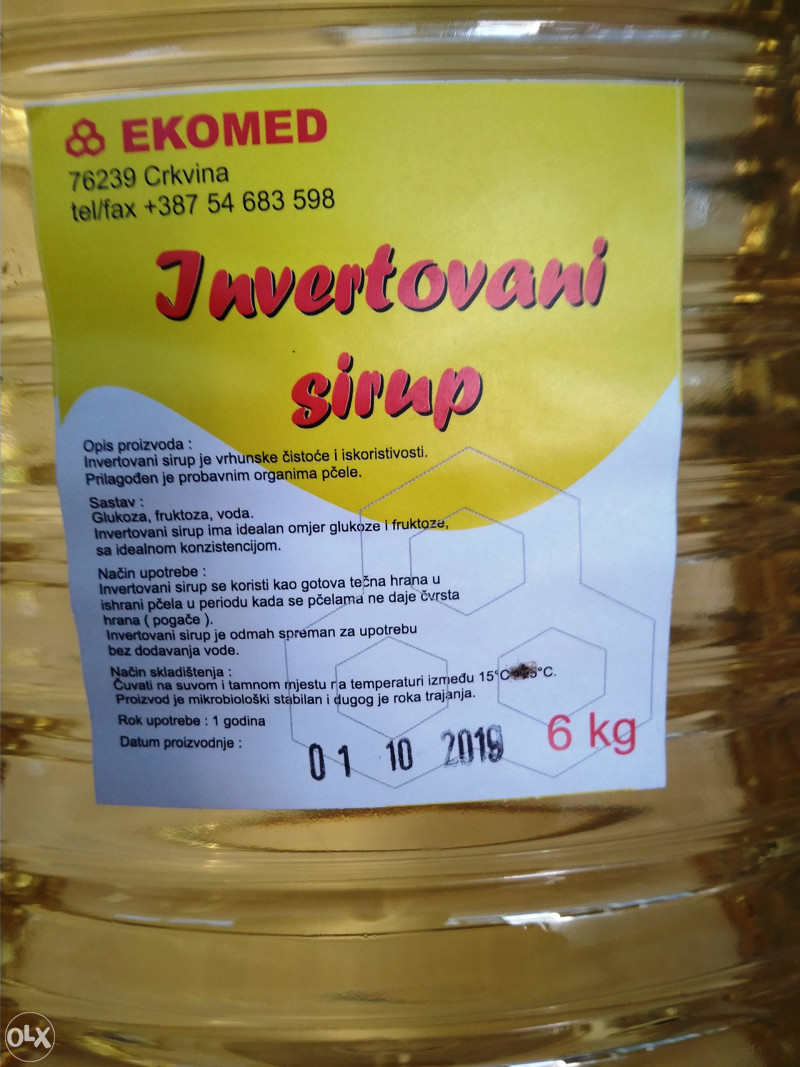 EKOMED
76239 Crkvina
tel/fax +387 54 683 598
Invertovani
sirup
Opis proizvoda :
Invertovani sirup je vrhunske čistoće i iskoristivosti.
Prilagođen je probavnim organima pčele.
Sastav :
Glukoza, fruktoza, voda.
Invertovani sirup ima idealan omjer glukoze i fruktoze,
sa idealnom konzistencijom.
Način upotrebe :
Invertovani sirup se koristi kao gotova tečna hrana u
ishrani pčela u periodu kada se pčelama ne daje čvrsta
hrana ( pogače ).
Invertovani sirup je odmah spreman za upotrebu
bez dodavanja vode.
Način skladištenja :
Čuvati na suvom i tamnom mjestu na temperaturi između 15°C
Proizvod je mikrobiološki stabilan i dugog je roka trajanja.
Rok upotrebe : 1 godina
Datum proizvodnje :
01 10 2019
6 kg
OLX